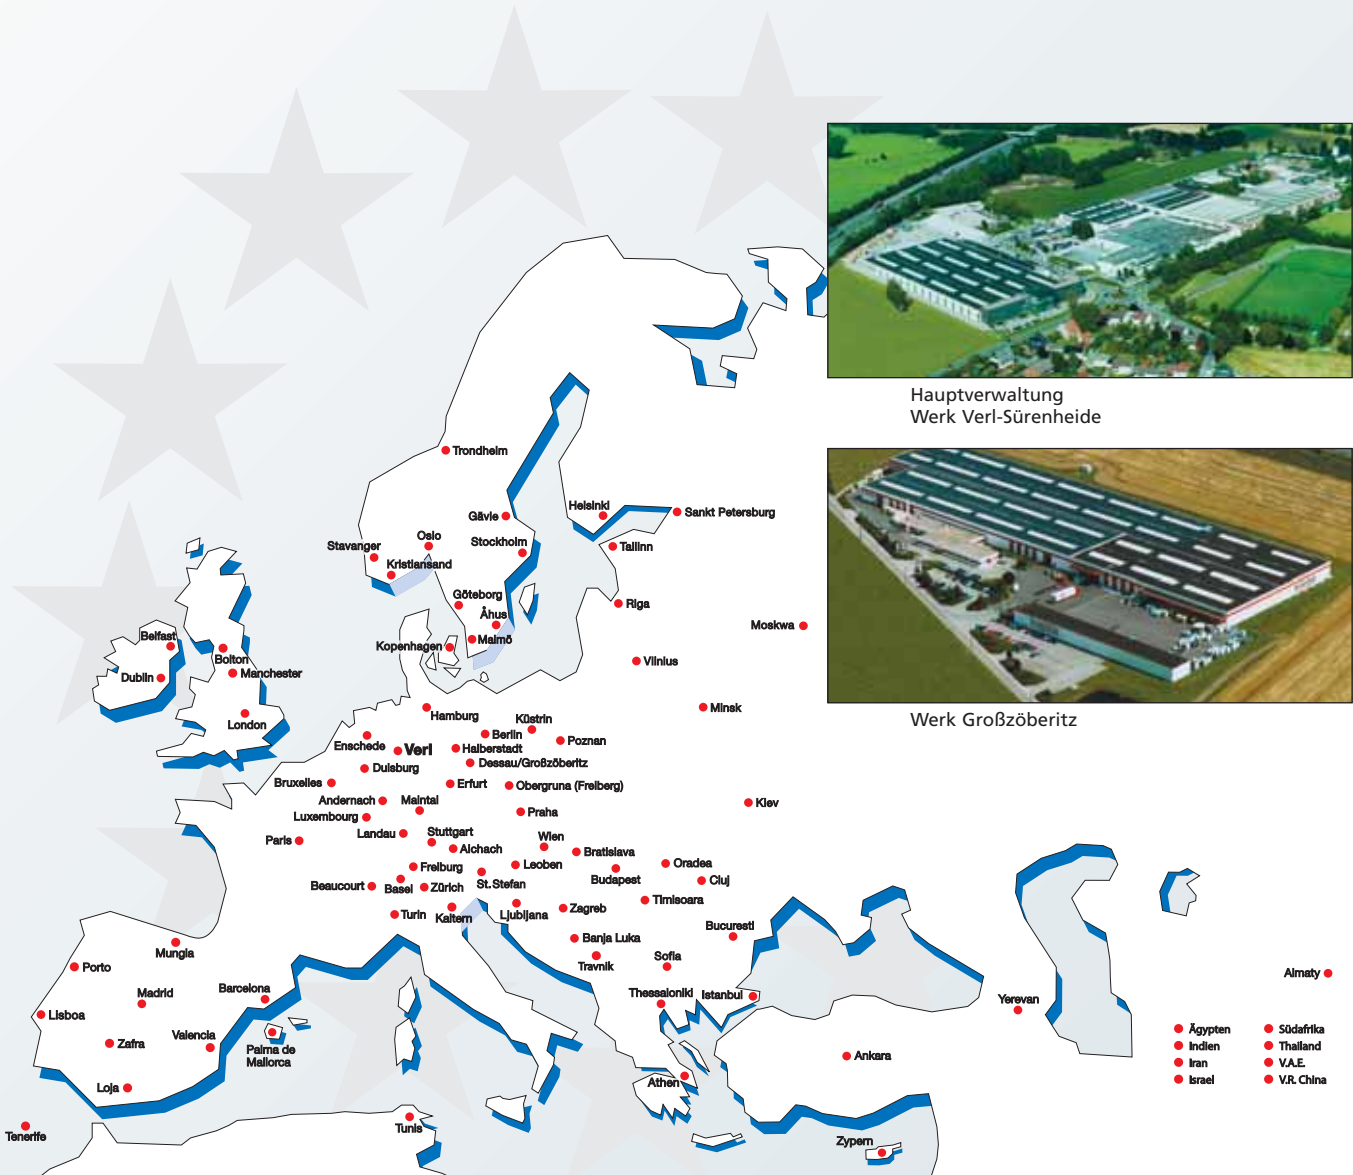 Hauptverwaltung
Werk Verl-Sürenheide
Trondheim
Werk Großzöberitz
Gävle
Helsinki
Sankt Petersburg
Oslo
Stockholm
Stavanger
Tallinn
Kristiansand
Göteborg
Riga
Åhus
Moskwa
Belfast
Malmö
Kopenhagen
Bolton
Vilnius
Manchester
Dublin
London
Hamburg
Minsk
Küstrin
Berlin
Enschede
Verl
Poznan
Halberstadt
Duisburg
Dessau/Großzöberitz
Bruxelles
Erfurt
Obergruna (Freiberg)
Andernach
Maintal
Kiev
Luxembourg
Praha
Landau
Stuttgart
Paris
Wien
Aichach
Bratislava
Freiburg
Leoben
Oradea
Beaucourt
Basel
Zürich
St. Stefan
Budapest
Cluj
Timisoara
Turin
Kaltern
Ljubljana
Zagreb
Bucuresti
Mungia
Banja Luka
Porto
Travnik
Sofia
Almaty
Madrid
Barcelona
Thessaloniki
Istanbul
Yerevan
Lisboa
Zafra
Valencia
Palma de
Mallorca
Ankara
Loja
Athen
Ägypten
Indien
Iran
Israel
Südafrika
Thailand
V.A.E.
V.R. China
Tenerife
Tunis
Zypern